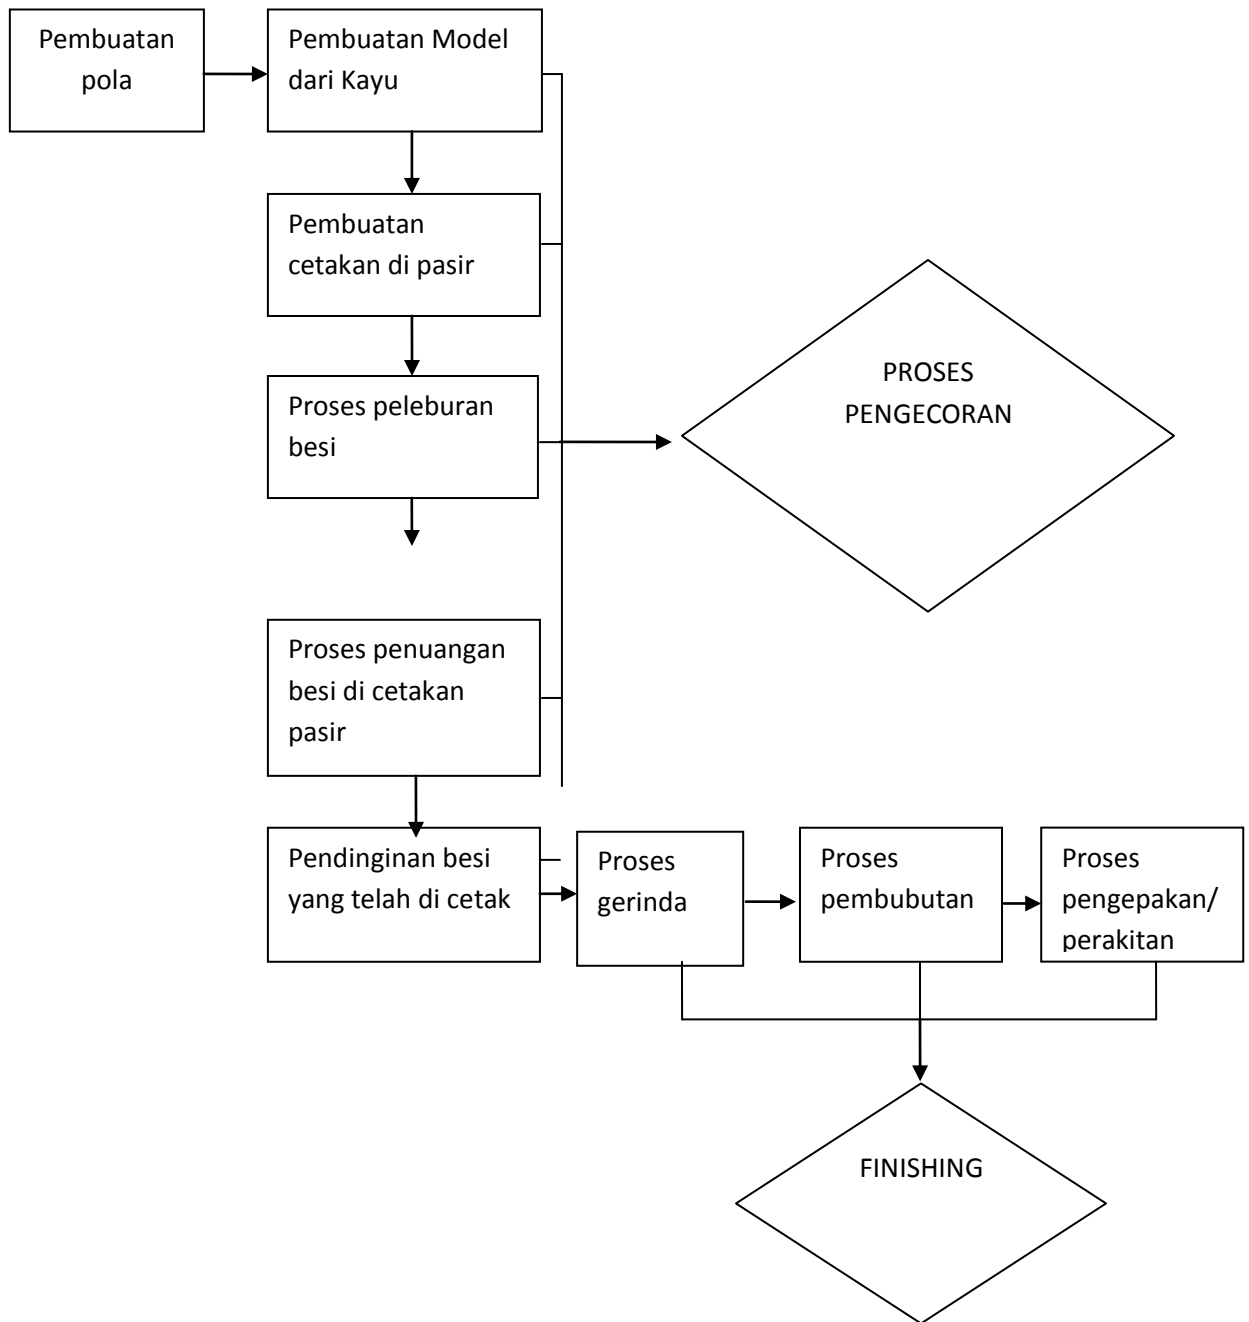 Pembuatan
pola
Pembuatan Model
dari Kayu
Pembuatan
cetakan di pasir
Proses peleburan
besi
PROSES
PENGECORAN
Proses penuangan
besi di cetakan
pasir
Pendinginan besi
yang telah di cetak
Proses
gerinda
Proses
pembubutan
Proses
pengepakan/
perakitan
FINISHING